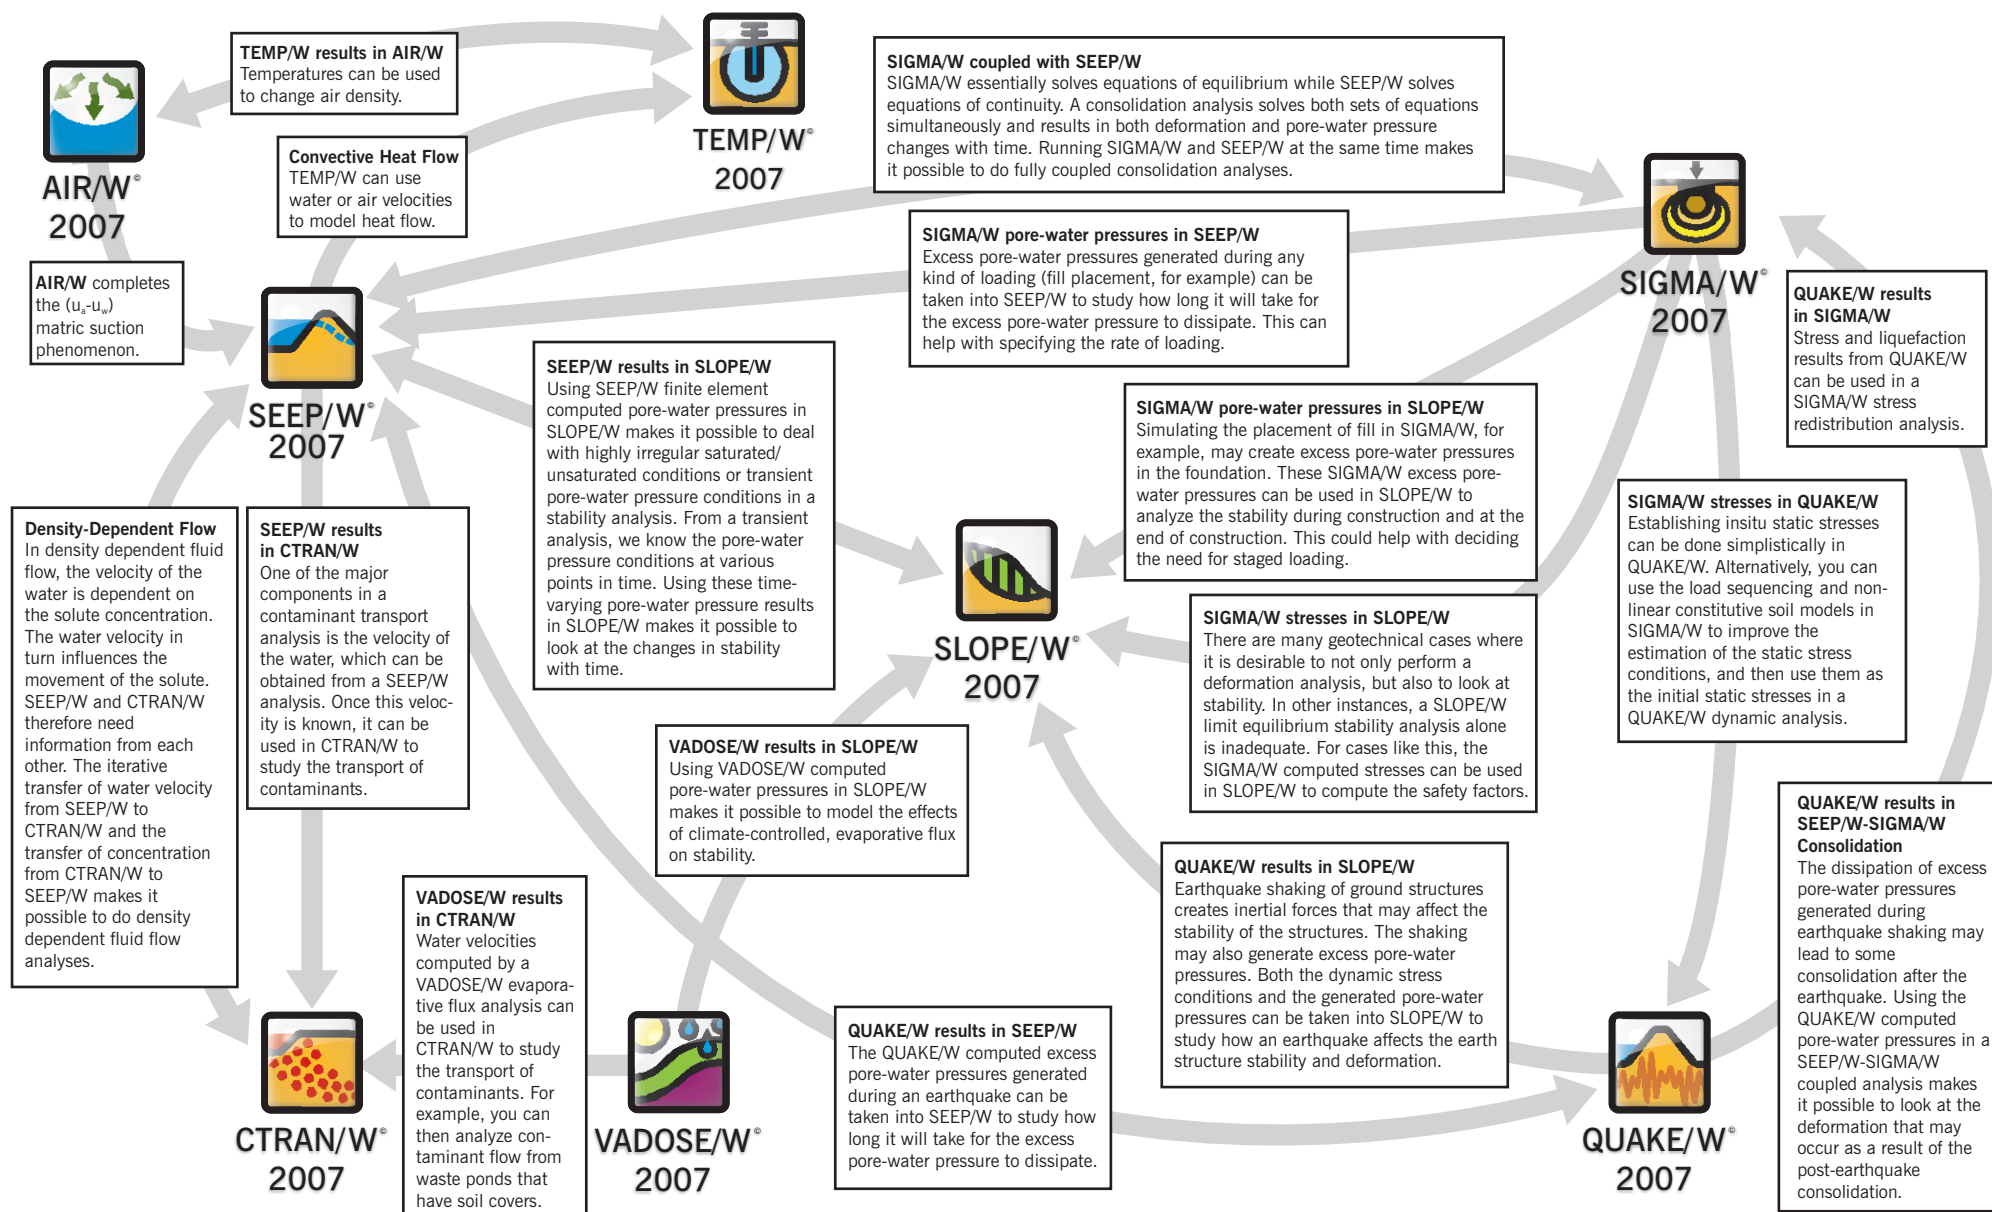 TEMP/W results in AIR/W
Temperatures can be used
to change air density.
AIR/W©
2007
TEMP/W©
2007
Convective Heat Flow
TEMP/W can use
water or air velocities
to model heat flow.
SIGMA/W coupled with SEEP/W
SIGMA/W essentially solves equations of equilibrium while SEEP/W solves
equations of continuity. A consolidation analysis solves both sets of equations
simultaneously and results in both deformation and pore-water pressure
changes with time. Running SIGMA/W and SEEP/W at the same time makes
it possible to do fully coupled consolidation analyses.
SIGMA/W©
2007
SIGMA/W pore-water pressures in SEEP/W
Excess pore-water pressures generated during any
kind of loading (fill placement, for example) can be
taken into SEEP/W to study how long it will take for
the excess pore-water pressure to dissipate. This can
help with specifying the rate of loading.
AIR/W completes
the (ua-uw)
matric suction
phenomenon.
SEEP/W©
2007
QUAKE/W results
in SIGMA/W
Stress and liquefaction
results from QUAKE/W
can be used in a
SIGMA/W stress
redistribution analysis.
SEEP/W results in SLOPE/W
Using SEEP/W finite element
computed pore-water pressures in
SLOPE/W makes it possible to deal
with highly irregular saturated/
unsaturated conditions or transient
pore-water pressure conditions in a
stability analysis. From a transient
analysis, we know the pore-water
pressure conditions at various
points in time. Using these time-
varying pore-water pressure results
in SLOPE/W makes it possible to
look at the changes in stability
with time.
SIGMA/W pore-water pressures in SLOPE/W
Simulating the placement of fill in SIGMA/W, for
example, may create excess pore-water pressures
in the foundation. These SIGMA/W excess pore-
water pressures can be used in SLOPE/W to
analyze the stability during construction and at the
end of construction. This could help with deciding
the need for staged loading.
SIGMA/W stresses in QUAKE/W
Establishing insitu static stresses
can be done simplistically in
QUAKE/W. Alternatively, you can
use the load sequencing and non-
linear constitutive soil models in
SIGMA/W to improve the
estimation of the static stress
conditions, and then use them as
the initial static stresses in a
QUAKE/W dynamic analysis.
Density-Dependent Flow
In density dependent fluid
flow, the velocity of the
water is dependent on
the solute concentration.
The water velocity in
turn influences the
movement of the solute.
SEEP/W and CTRAN/W
therefore need
information from each
other. The iterative
transfer of water velocity
from SEEP/W to
CTRAN/W and the
transfer of concentration
from CTRAN/W to
SEEP/W makes it
possible to do density
dependent fluid flow
analyses.
SEEP/W results
in CTRAN/W
One of the major
components in a
contaminant transport
analysis is the velocity of
the water, which can be
obtained from a SEEP/W
analysis. Once this veloc-
ity is known, it can be
used in CTRAN/W to
study the transport of
contaminants.
SLOPE/W©
2007
SIGMA/W stresses in SLOPE/W
There are many geotechnical cases where
it is desirable to not only perform a
deformation analysis, but also to look at
stability. In other instances, a SLOPE/W
limit equilibrium stability analysis alone
is inadequate. For cases like this, the
SIGMA/W computed stresses can be used
in SLOPE/W to compute the safety factors.
VADOSE/W results in SLOPE/W
Using VADOSE/W computed
pore-water pressures in SLOPE/W
makes it possible to model the effects
of climate-controlled, evaporative flux
on stability.
QUAKE/W results in
SEEP/W-SIGMA/W
Consolidation
The dissipation of excess
pore-water pressures
generated during
earthquake shaking may
lead to some
consolidation after the
earthquake. Using the
QUAKE/W computed
pore-water pressures in a
SEEP/W-SIGMA/W
coupled analysis makes
it possible to look at the
deformation that may
occur as a result of the
post-earthquake
consolidation.
QUAKE/W results in SLOPE/W
Earthquake shaking of ground structures
creates inertial forces that may affect the
stability of the structures. The shaking
may also generate excess pore-water
pressures. Both the dynamic stress
conditions and the generated pore-water
pressures can be taken into SLOPE/W to
study how an earthquake affects the earth
structure stability and deformation.
VADOSE/W results
in CTRAN/W
Water velocities
computed by a
VADOSE/W evapora-
tive flux analysis can
be used in
CTRAN/W to study
the transport of
contaminants. For
example, you can
then analyze con-
taminant flow from
waste ponds that
have soil covers.
QUAKE/W results in SEEP/W
The QUAKE/W computed excess
pore-water pressures generated
during an earthquake can be
taken into SEEP/W to study how
long it will take for the excess
pore-water pressure to dissipate.
CTRAN/W©
2007
VADOSE/W©
2007
QUAKE/W©
2007